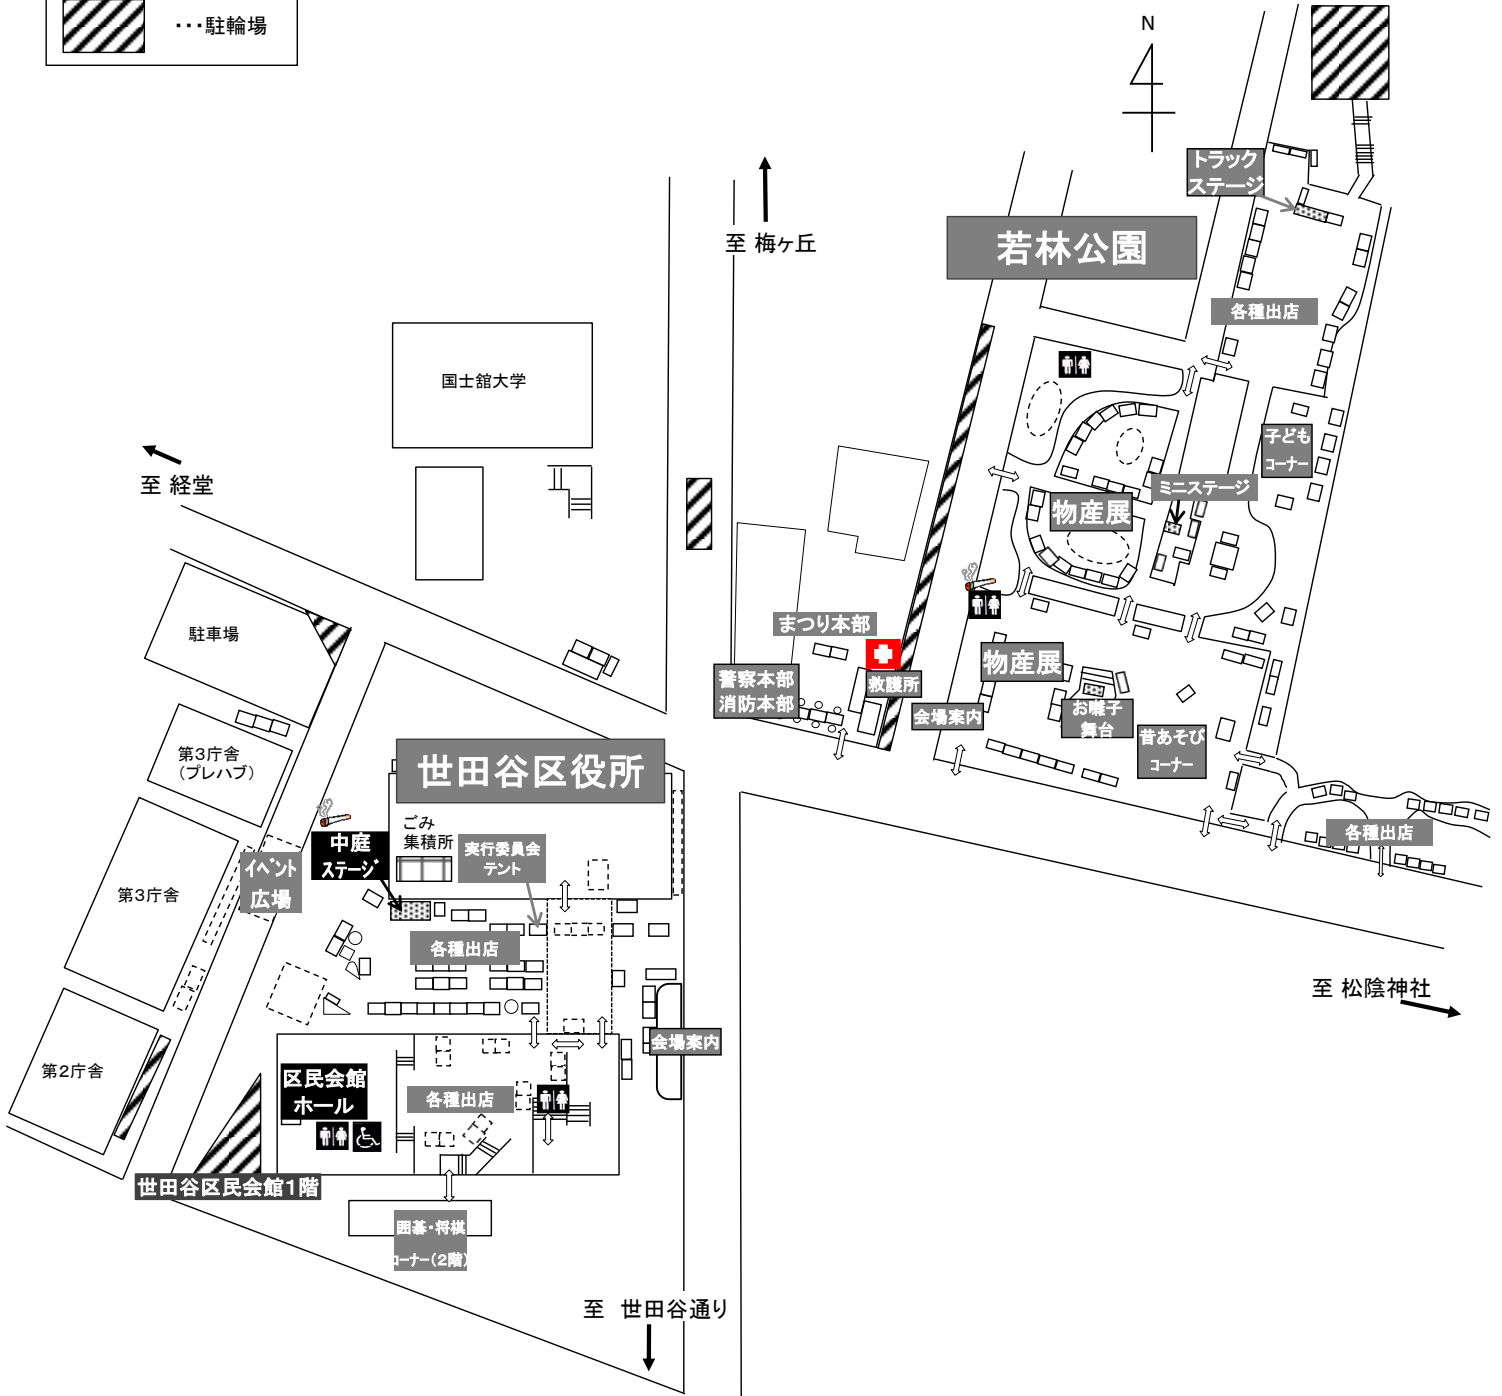 …駐輪場
N
トラック
ステージ
至 梅ヶ丘
若林公園
各種出店
国士舘大学
子ども
コーナー
至 経堂
ミニステージ
物産展
駐車場
まつり本部
物産展
警察本部
消防本部
救護所
会場案内
お囃子
舞台
昔あそび
コーナー
第3庁舎
(プレハブ)
世田谷区役所
ごみ
集積所
中庭
ステージ
実行委員会
テント
各種出店
イベント
広場
第3庁舎
各種出店
至 松陰神社
会場案内
第2庁舎
区民会館
ホール
各種出店
世田谷区民会館1階
囲碁・将棋
コーナー(2階)
至 世田谷通り